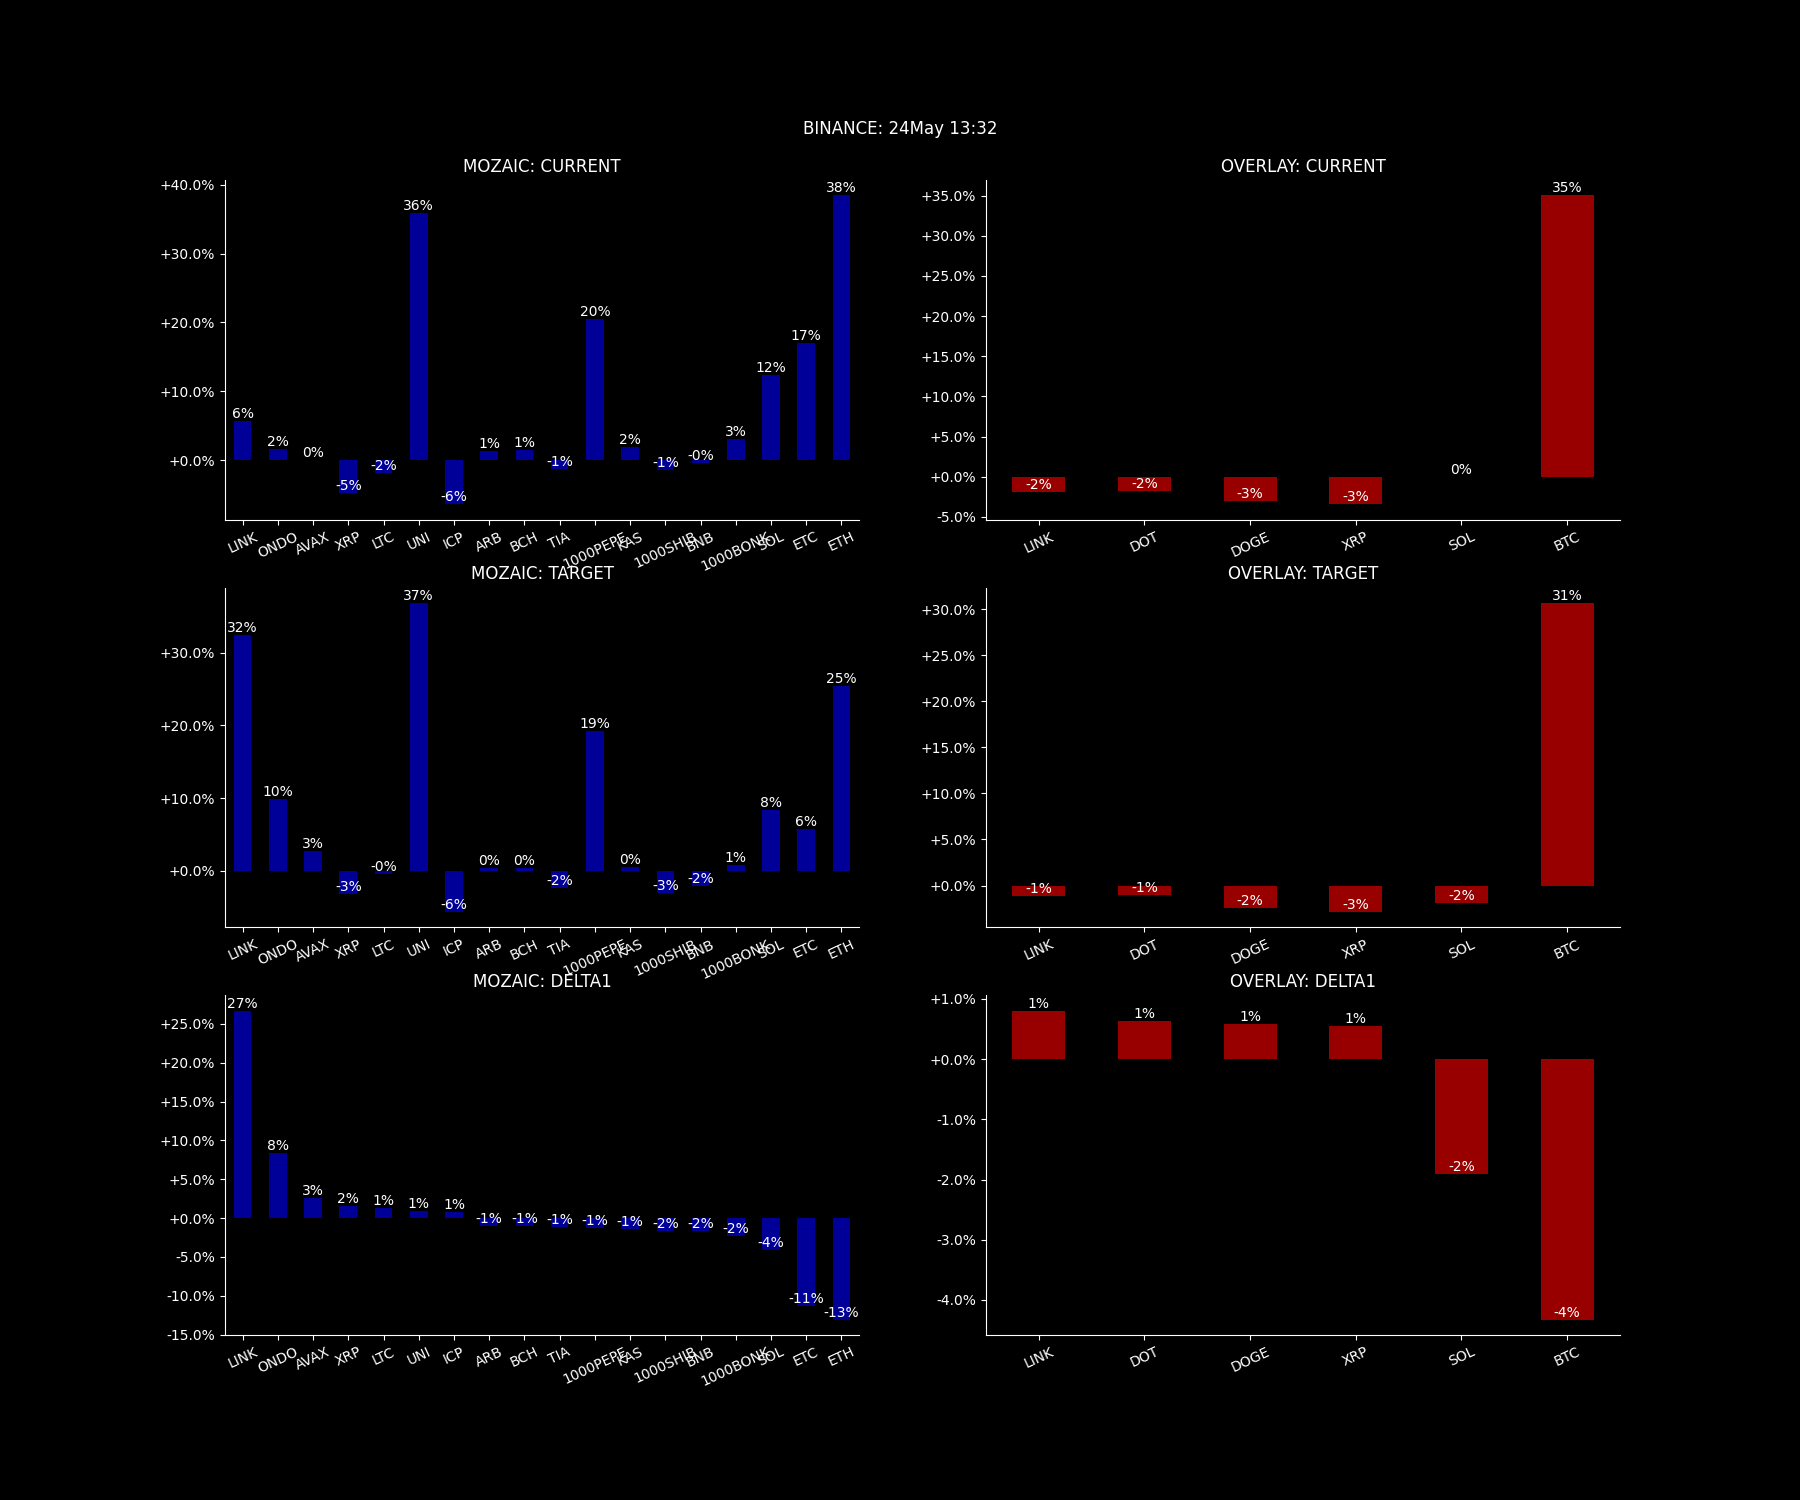 BINANCE: 24May 13:32
MOZAIC: CURRENT
+40.0%
+30.0%
+20.0%
+10.0%
+0.0%
6% 2% 0% -5% -2% 36% -6% 1% 1% -1% 20% 2% -1% -0% 3% 12% 17% 38%
LINK ONDO AVAX XRP LTC UNI ICP ARB BCH TIA 1000PEPE KAS 1000SHIB BNB 1000BONK SOL ETC ETH
OVERLAY: CURRENT
+35.0%
+30.0%
+25.0%
+20.0%
+15.0%
+10.0%
+5.0%
+0.0%
-5.0%
-2% -2% -3% -3% 0% 35%
LINK DOT DOGE XRP SOL BTC
MOZAIC: TARGET
+30.0%
+20.0%
+10.0%
+0.0%
32% 10% 3% -3% -0% 37% -6% 0% 0% -2% 19% 0% -3% -2% 1% 8% 6% 25%
LINK ONDO AVAX XRP LTC UNI ICP ARB BCH TIA 1000PEPE KAS 1000SHIB BNB 1000BONK SOL ETC ETH
OVERLAY: TARGET
+30.0%
+25.0%
+20.0%
+15.0%
+10.0%
+5.0%
+0.0%
-1% -1% -2% -3% -2% 31%
LINK DOT DOGE XRP SOL BTC
MOZAIC: DELTA1
+25.0%
+20.0%
+15.0%
+10.0%
+5.0%
+0.0%
-5.0%
-10.0%
-15.0%
27% 8% 3% 2% 1% 1% 1% -1% -1% -1% -1% -1% -2% -2% -2% -4% -11% -13%
LINK ONDO AVAX XRP LTC UNI ICP ARB BCH TIA 1000PEPE KAS 1000SHIB BNB 1000BONK SOL ETC ETH
OVERLAY: DELTA1
+1.0%
+0.0%
-1.0%
-2.0%
-3.0%
-4.0%
1% 1% 1% 1% -2% -4%
LINK DOT DOGE XRP SOL BTC